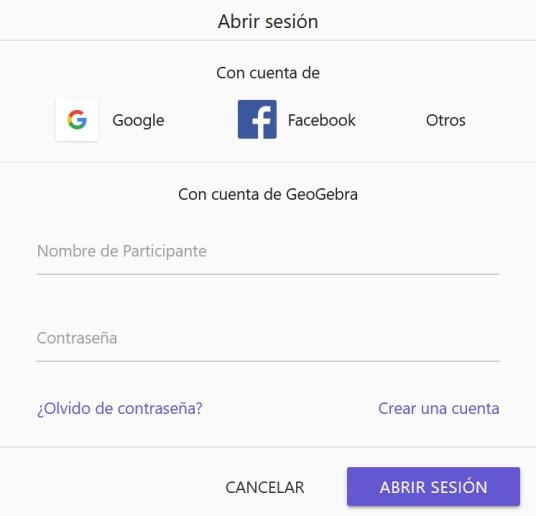 Abrir sesión
Con cuenta de
Google Facebook Otros
Con cuenta de GeoGebra
Nombre de Participante
Contraseña
¿Olvido de contraseña? Crear una cuenta
CANCELAR ABRIR SESIÓN